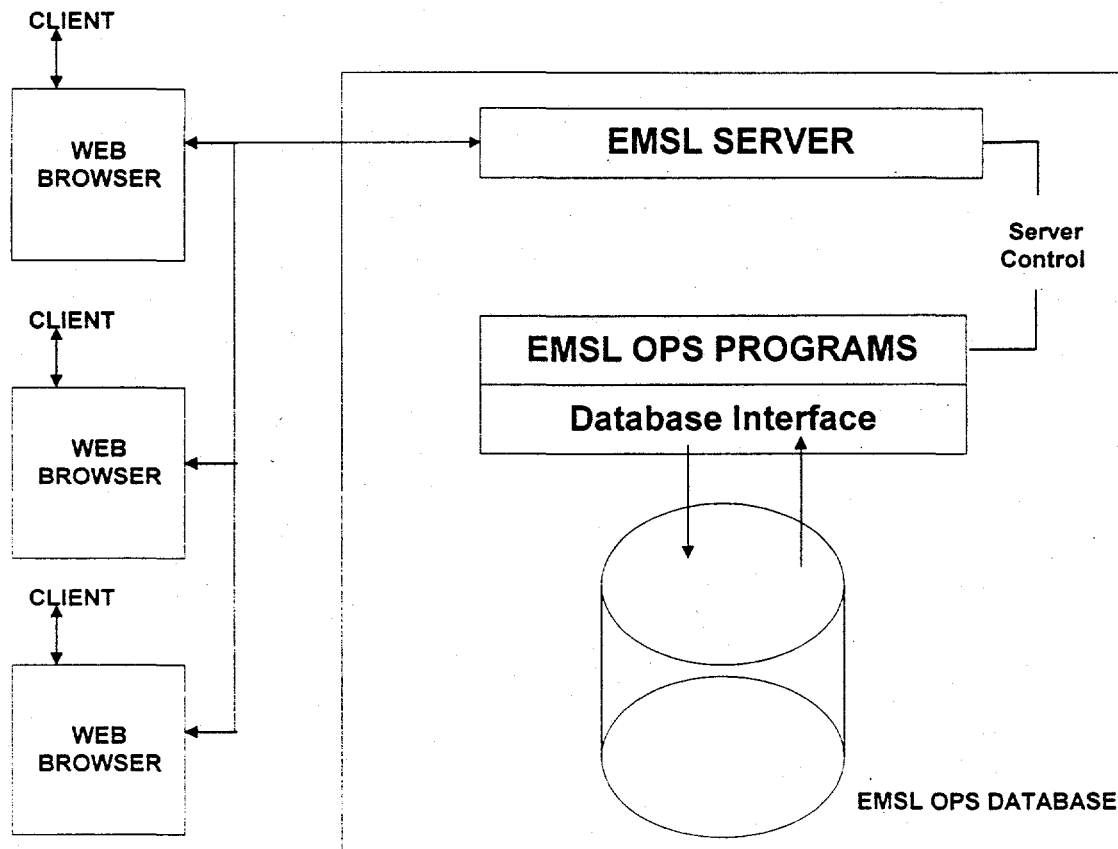 CLIENT
WEB
BROWSER
EMSL SERVER
Server
Control
CLIENT
EMSL OPS PROGRAMS
Database Interface
WEB
BROWSER
CLIENT
WEB
BROWSER
EMSL OPS DATABASE